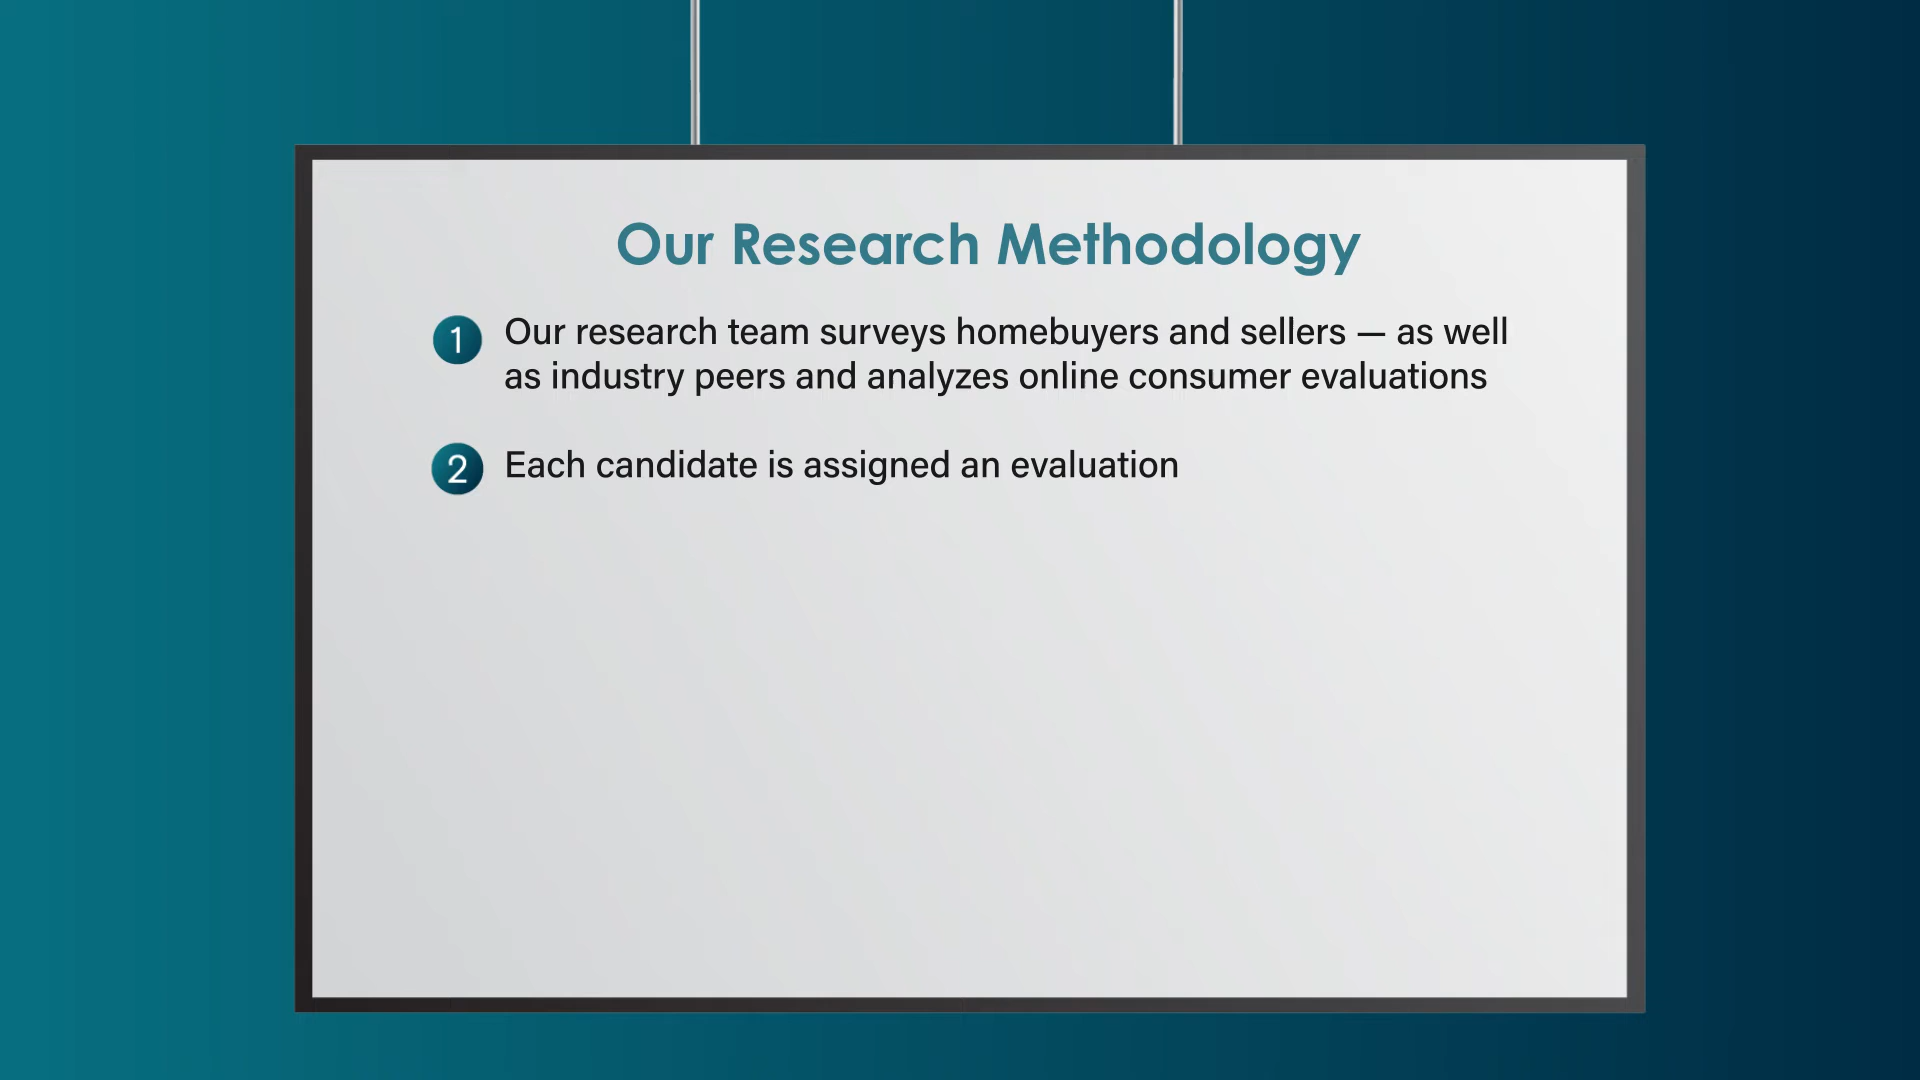 Our Research Methodology
1 Our research team surveys homebuyers and sellers — as well
as industry peers and analyzes online consumer evaluations
2 Each candidate is assigned an evaluation